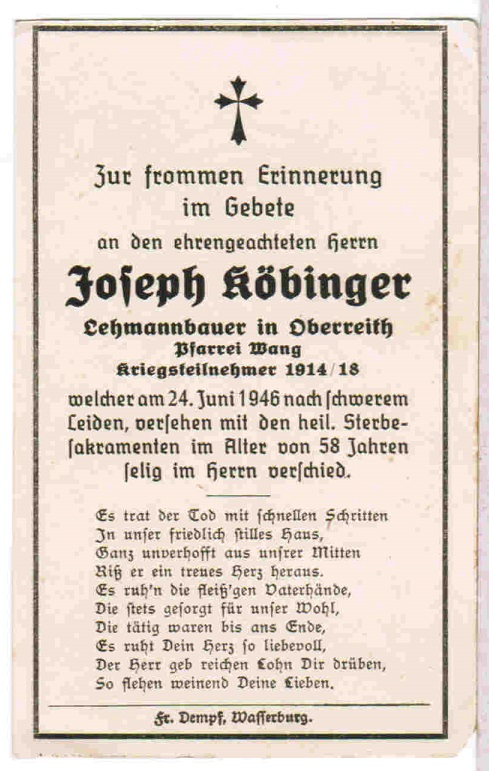 Zur frommen Erinnerung
im Gebete
an den ehrengeachteten Herrn
Joseph Köbinger
Lehmannbauer in Oberreith
Pfarrei Wang
Kriegsteilnehmer 1914/18
welcher am 24. Juni 1946 nach schwerem
Leiden, versehen mit den heil. Sterbe-
sakramenten im Alter von 58 Jahren
selig im Herrn verschied.
Es trat der Tod mit schnellen Schritten
In unser friedlich stilles Haus,
Ganz unverhofft aus unsrer Mitten
Riß er ein treues Herz heraus.
Es ruh'n die fleiß'gen Vaterhände,
Die stets gesorgt für unser Wohl,
Die tätig waren bis ans Ende,
Es ruht Dein Herz so liebevoll,
Der Herr geb reichen Lohn Dir drüben,
So flehen weinend Deine Lieben.
Fr. Dempf, Wasserburg.